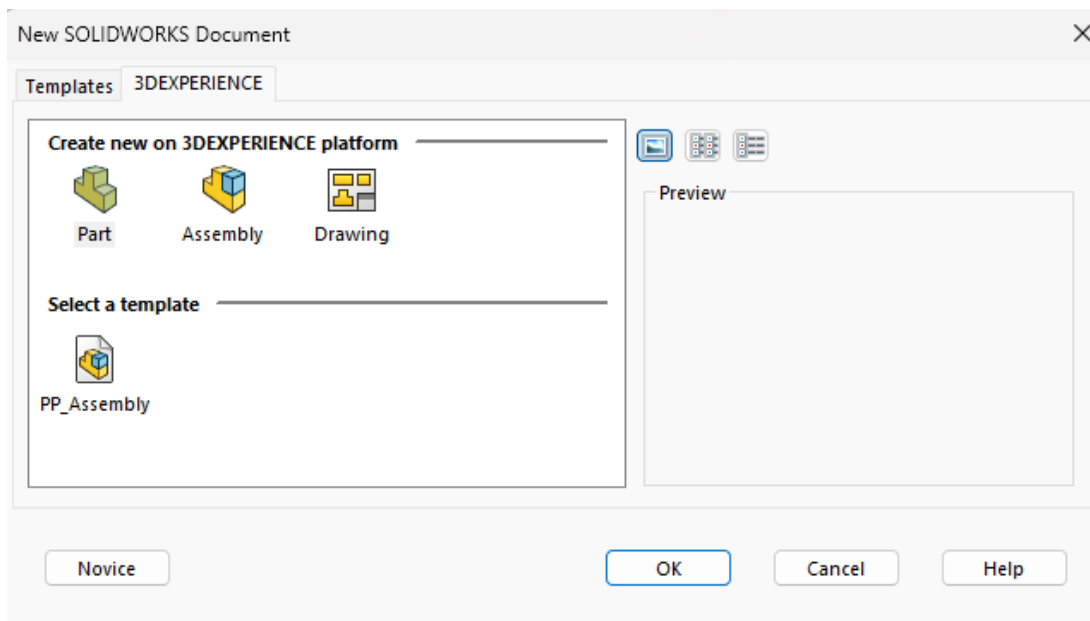 New SOLIDWORKS Document
Templates 3DEXPERIENCE
Create new on 3DEXPERIENCE platform
Part Assembly Drawing
Preview
Select a template
PP_Assembly
Novice OK Cancel Help